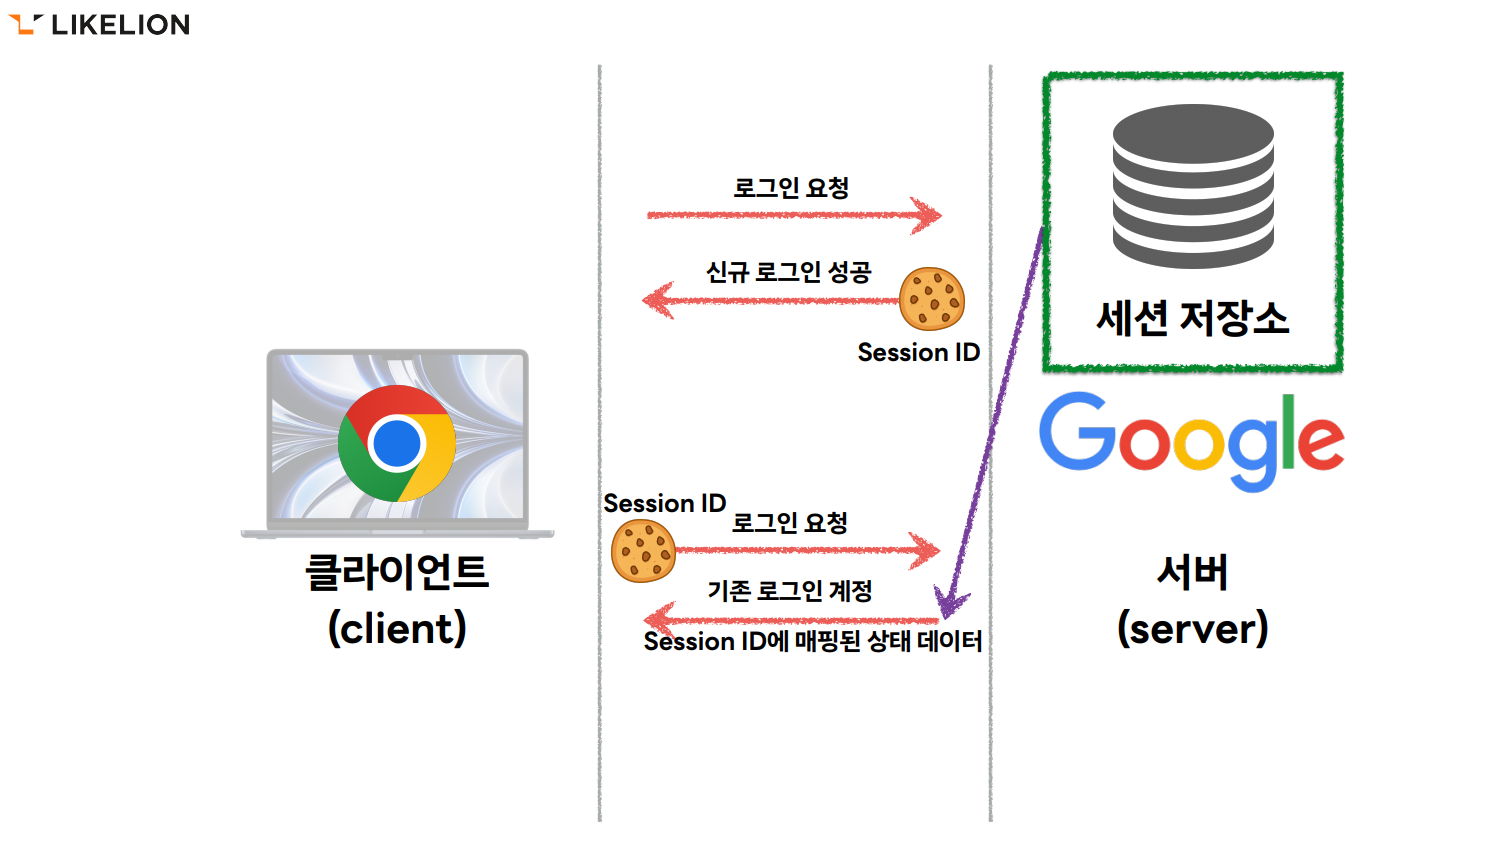 LIKELION
로그인 요청
신규 로그인 성공
Session ID
세션 저장소
Google
Session ID
로그인 요청
기존 로그인 계정
Session ID에 매핑된 상태 데이터
클라이언트
(client)
서버
(server)